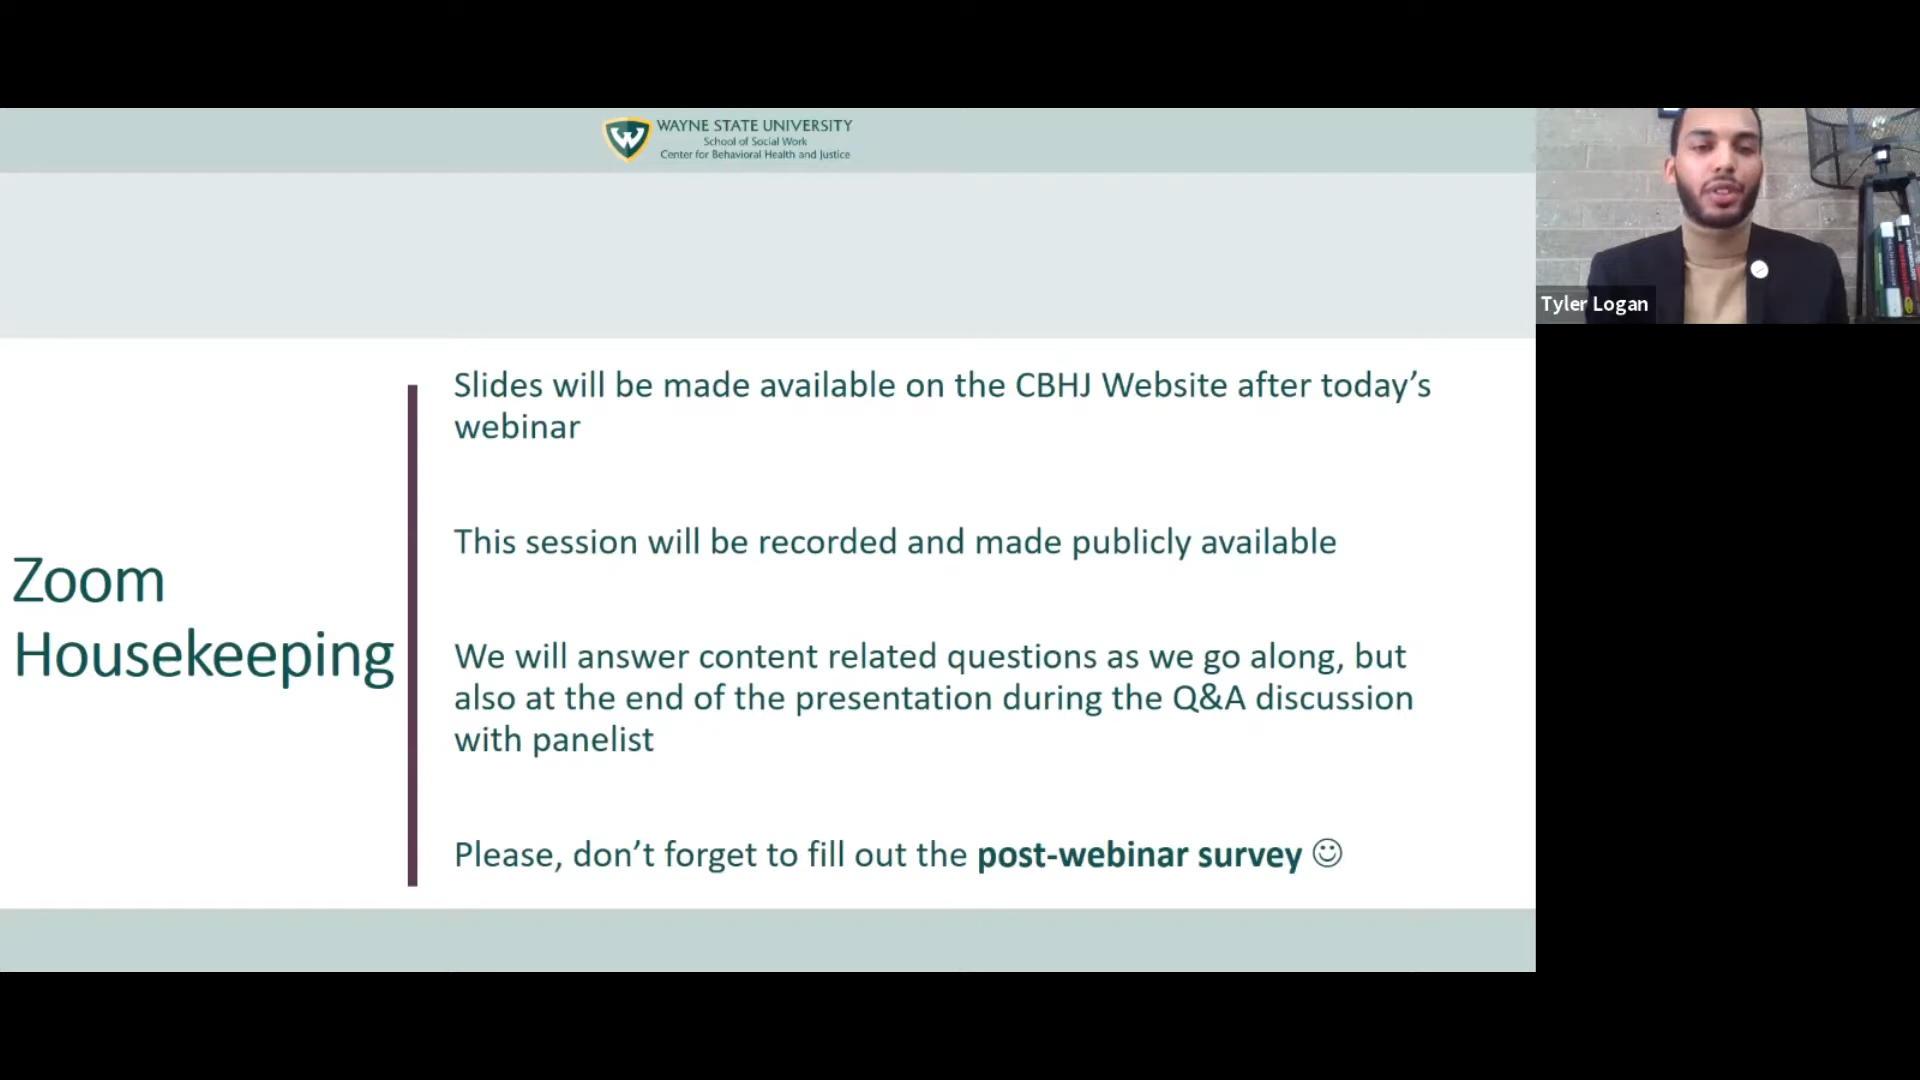 WAYNE STATE UNIVERSITY
School of Social Work
Center for Behavioral Health and Justice
Tyler Logan
Zoom
Housekeeping
Slides will be made available on the CBHJ Website after today’s
webinar
This session will be recorded and made publicly available
We will answer content related questions as we go along, but
also at the end of the presentation during the Q&A discussion
with panelist
Please, don’t forget to fill out the post-webinar survey ☺